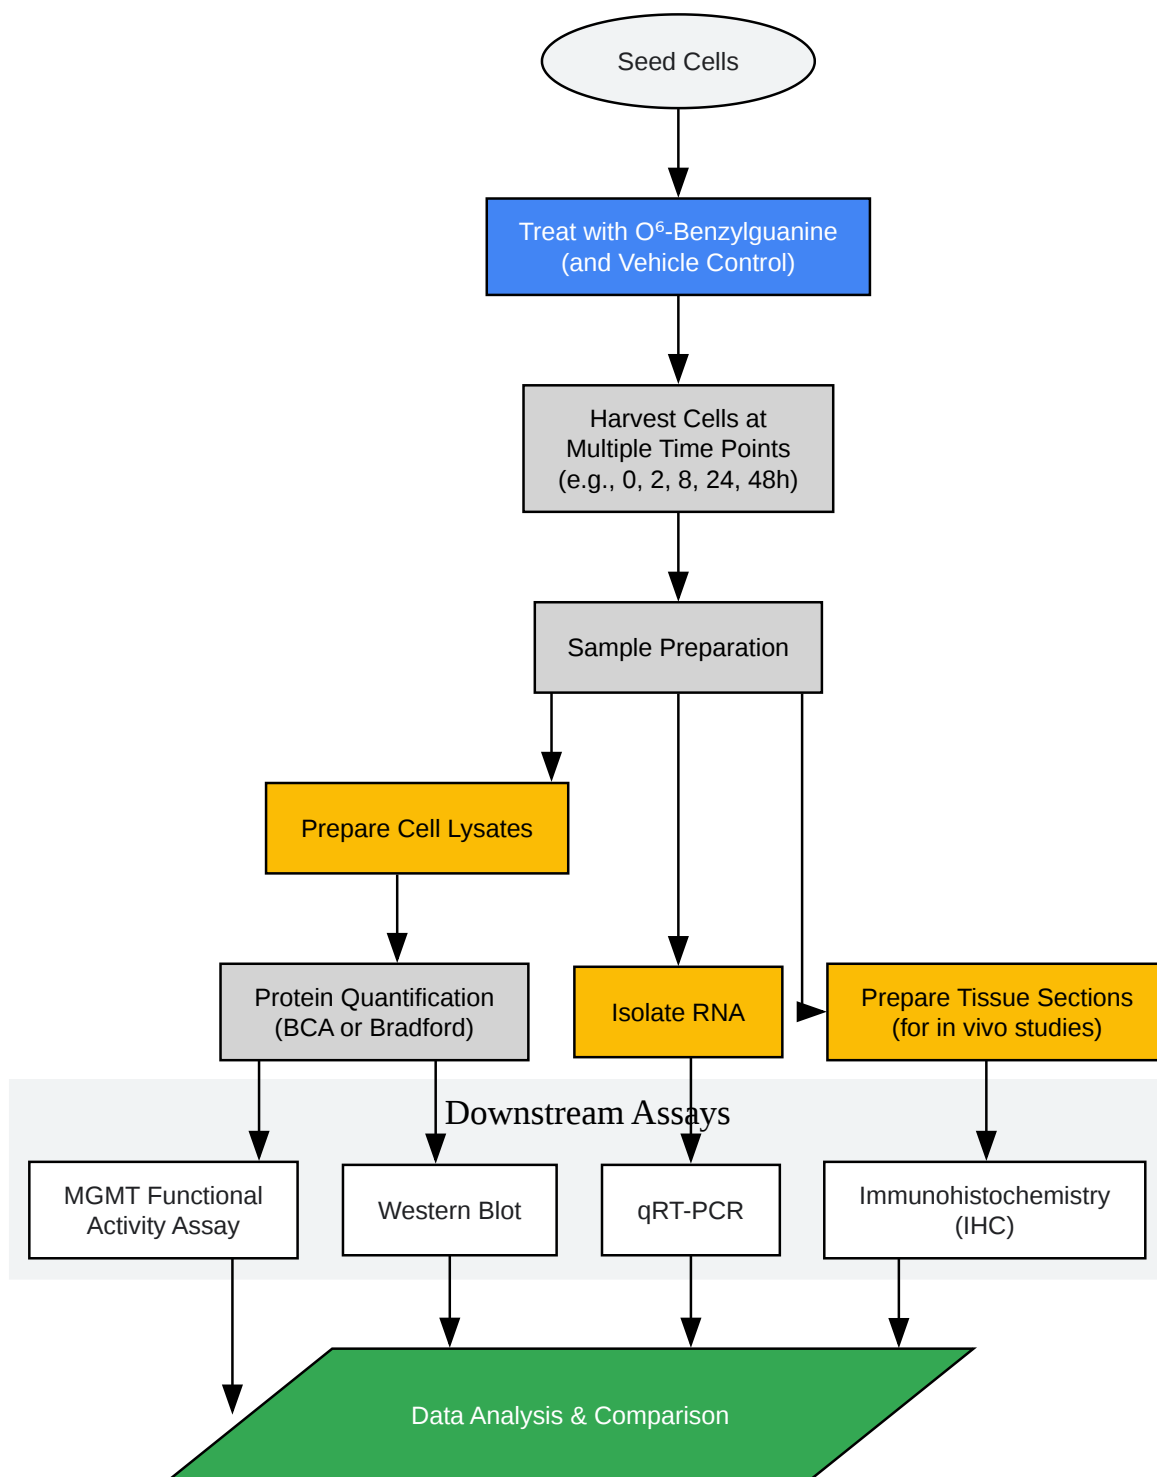 Seed Cells
Treat with O⁶-Benzylguanine
(and Vehicle Control)
Harvest Cells at
Multiple Time Points
(e.g., 0, 2, 8, 24, 48h)
Sample Preparation
Prepare Cell Lysates
Protein Quantification
(BCA or Bradford)
Isolate RNA
Prepare Tissue Sections
(for in vivo studies)
Downstream Assays
MGMT Functional
Activity Assay
Western Blot
qRT-PCR
Immunohistochemistry
(IHC)
Data Analysis & Comparison